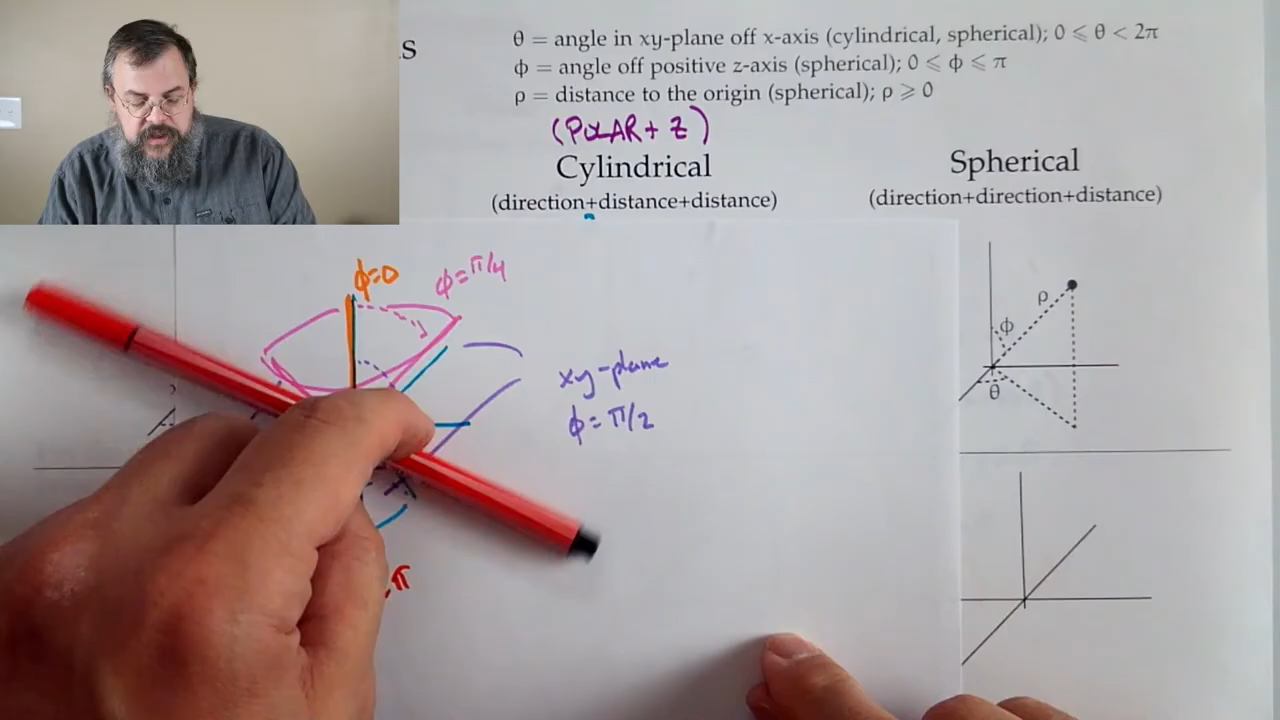 s
θ = angle in xy-plane off x-axis (cylindrical, spherical); 0 ⩽ θ < 2π
ϕ = angle off positive z-axis (spherical); 0 ⩽ ϕ ⩽ π
ρ = distance to the origin (spherical); ρ ⩾ 0
(POLAR + Z)
Cylindrical
(direction+distance+distance)
Spherical
(direction+direction+distance)
ϕ=0
ϕ=π/4
xy-plane
ϕ=π/2
π
ρ
ϕ
θ